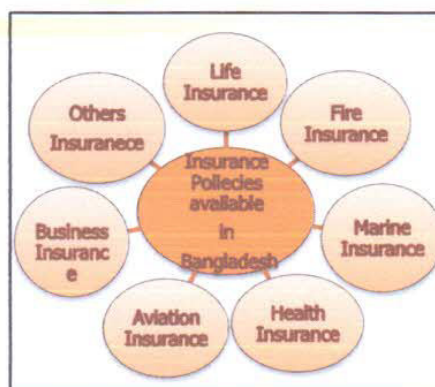 Life
Insurance
Fire
Insurance
Marine
Insurance
Health
Insurance
Aviation
Insurance
Business
Insuranc
e
Others
Insuranece
Insurance
Pollecies
available
in
Bangladesh